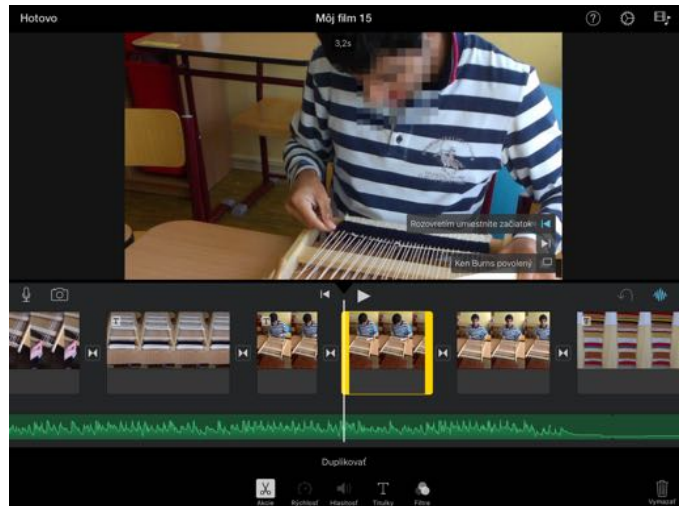 Hotovo
Môj film 15
?
3,2s
Rozovretím umiestnite začiatok
Ken Burns povolený
T
T
T
Duplikovať
T
Akcie
Rýchlosť
Hlasitosť
Titulky
Filtre
Vymazať